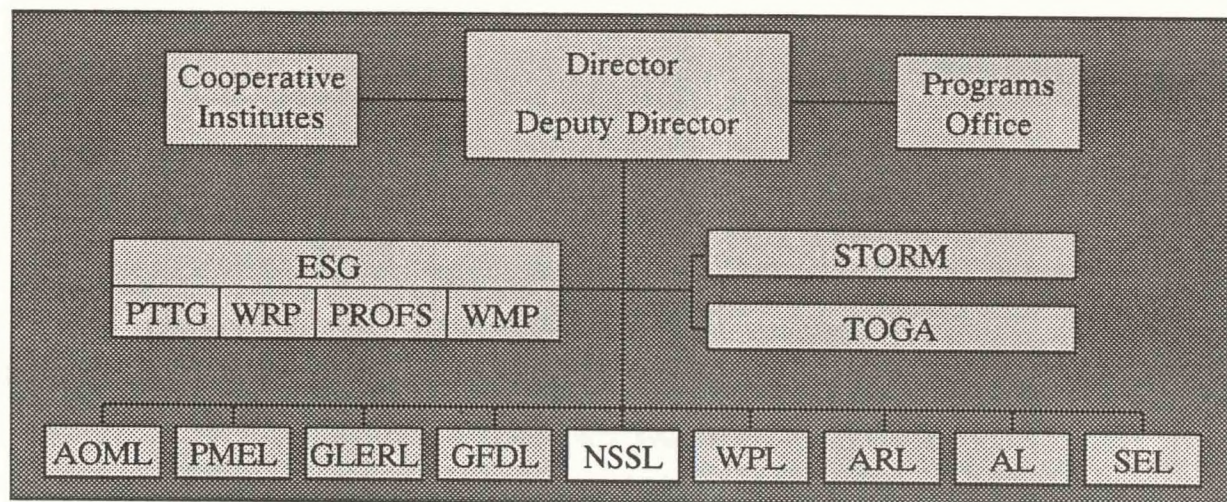 Cooperative
Institutes
Director
Deputy Director
Programs
Office
ESG
PTTG WRP PROFS WMP
STORM
TOGA
AOML PMEL GLERL GFDL NSSL WPL ARL AL SEL